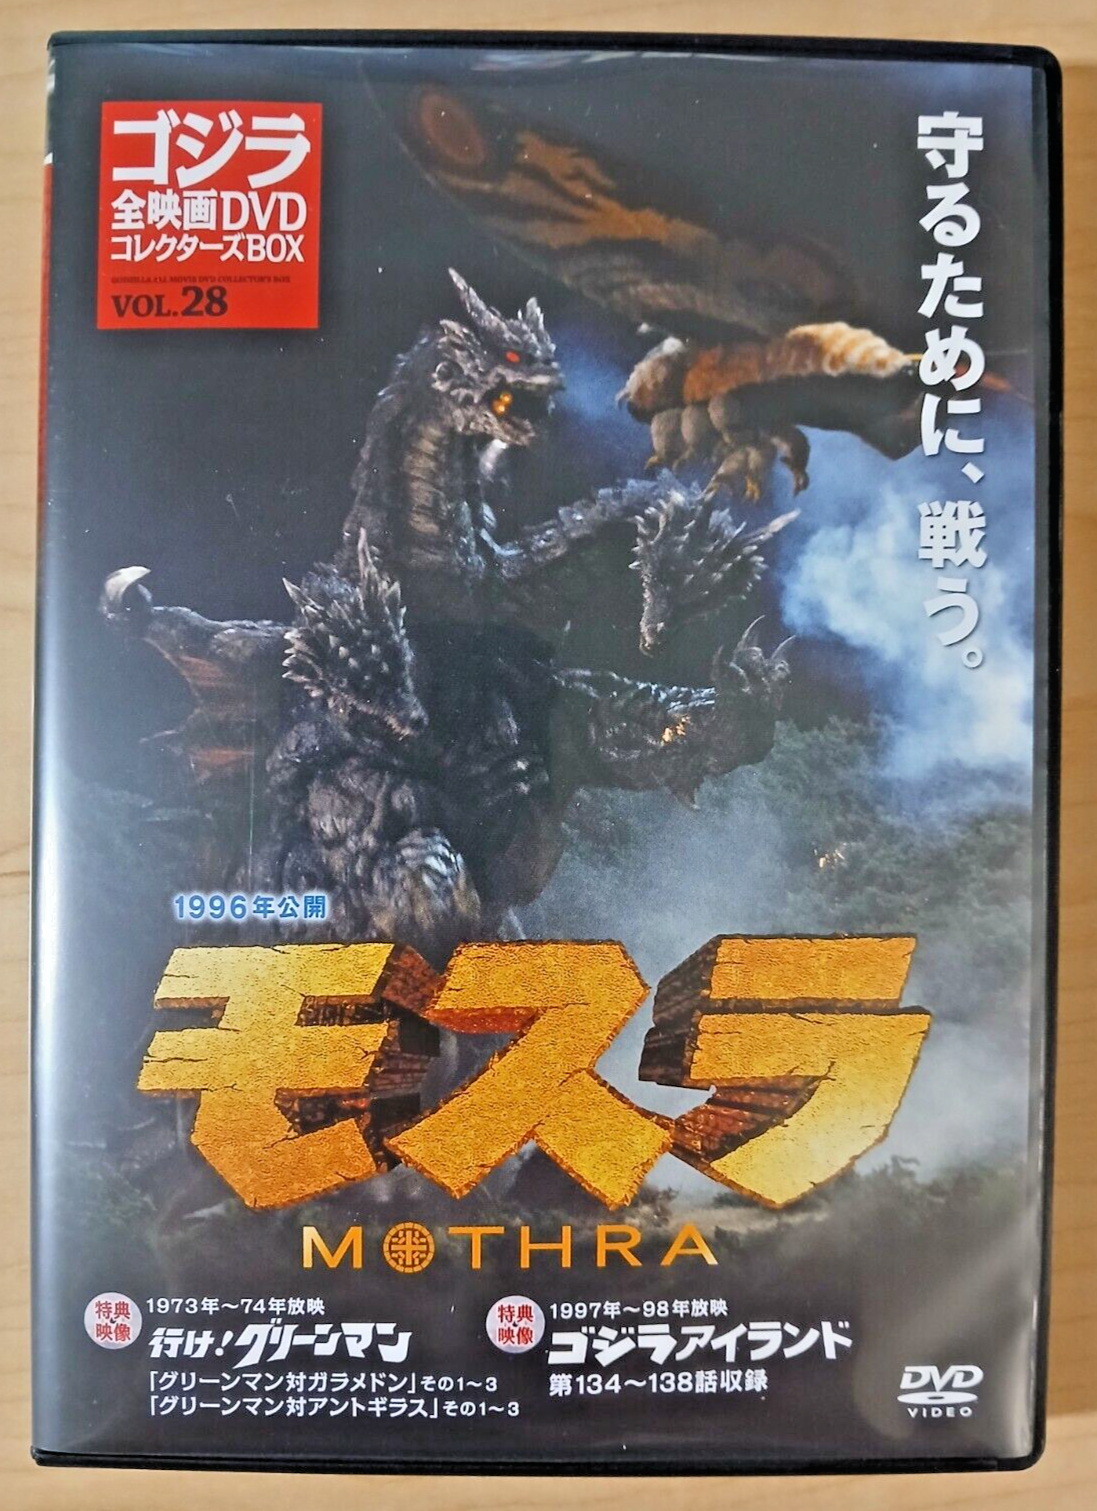 ゴジラ
全映画DVD
コレクターズBOX
GODZILLA ALL MOVIE DVD COLLECTOR'S BOX
VOL.28
守るために、戦う。
1996年公開
モスラ
MOTHRA
特典映像
1973年〜74年放映
行け!グリーンマン
「グリーンマン対ガラメドン」その1〜3
「グリーンマン対アントギラス」その1〜3
特典映像
1997年〜98年放映
ゴジラアイランド
第134〜138話収録
DVD
VIDEO